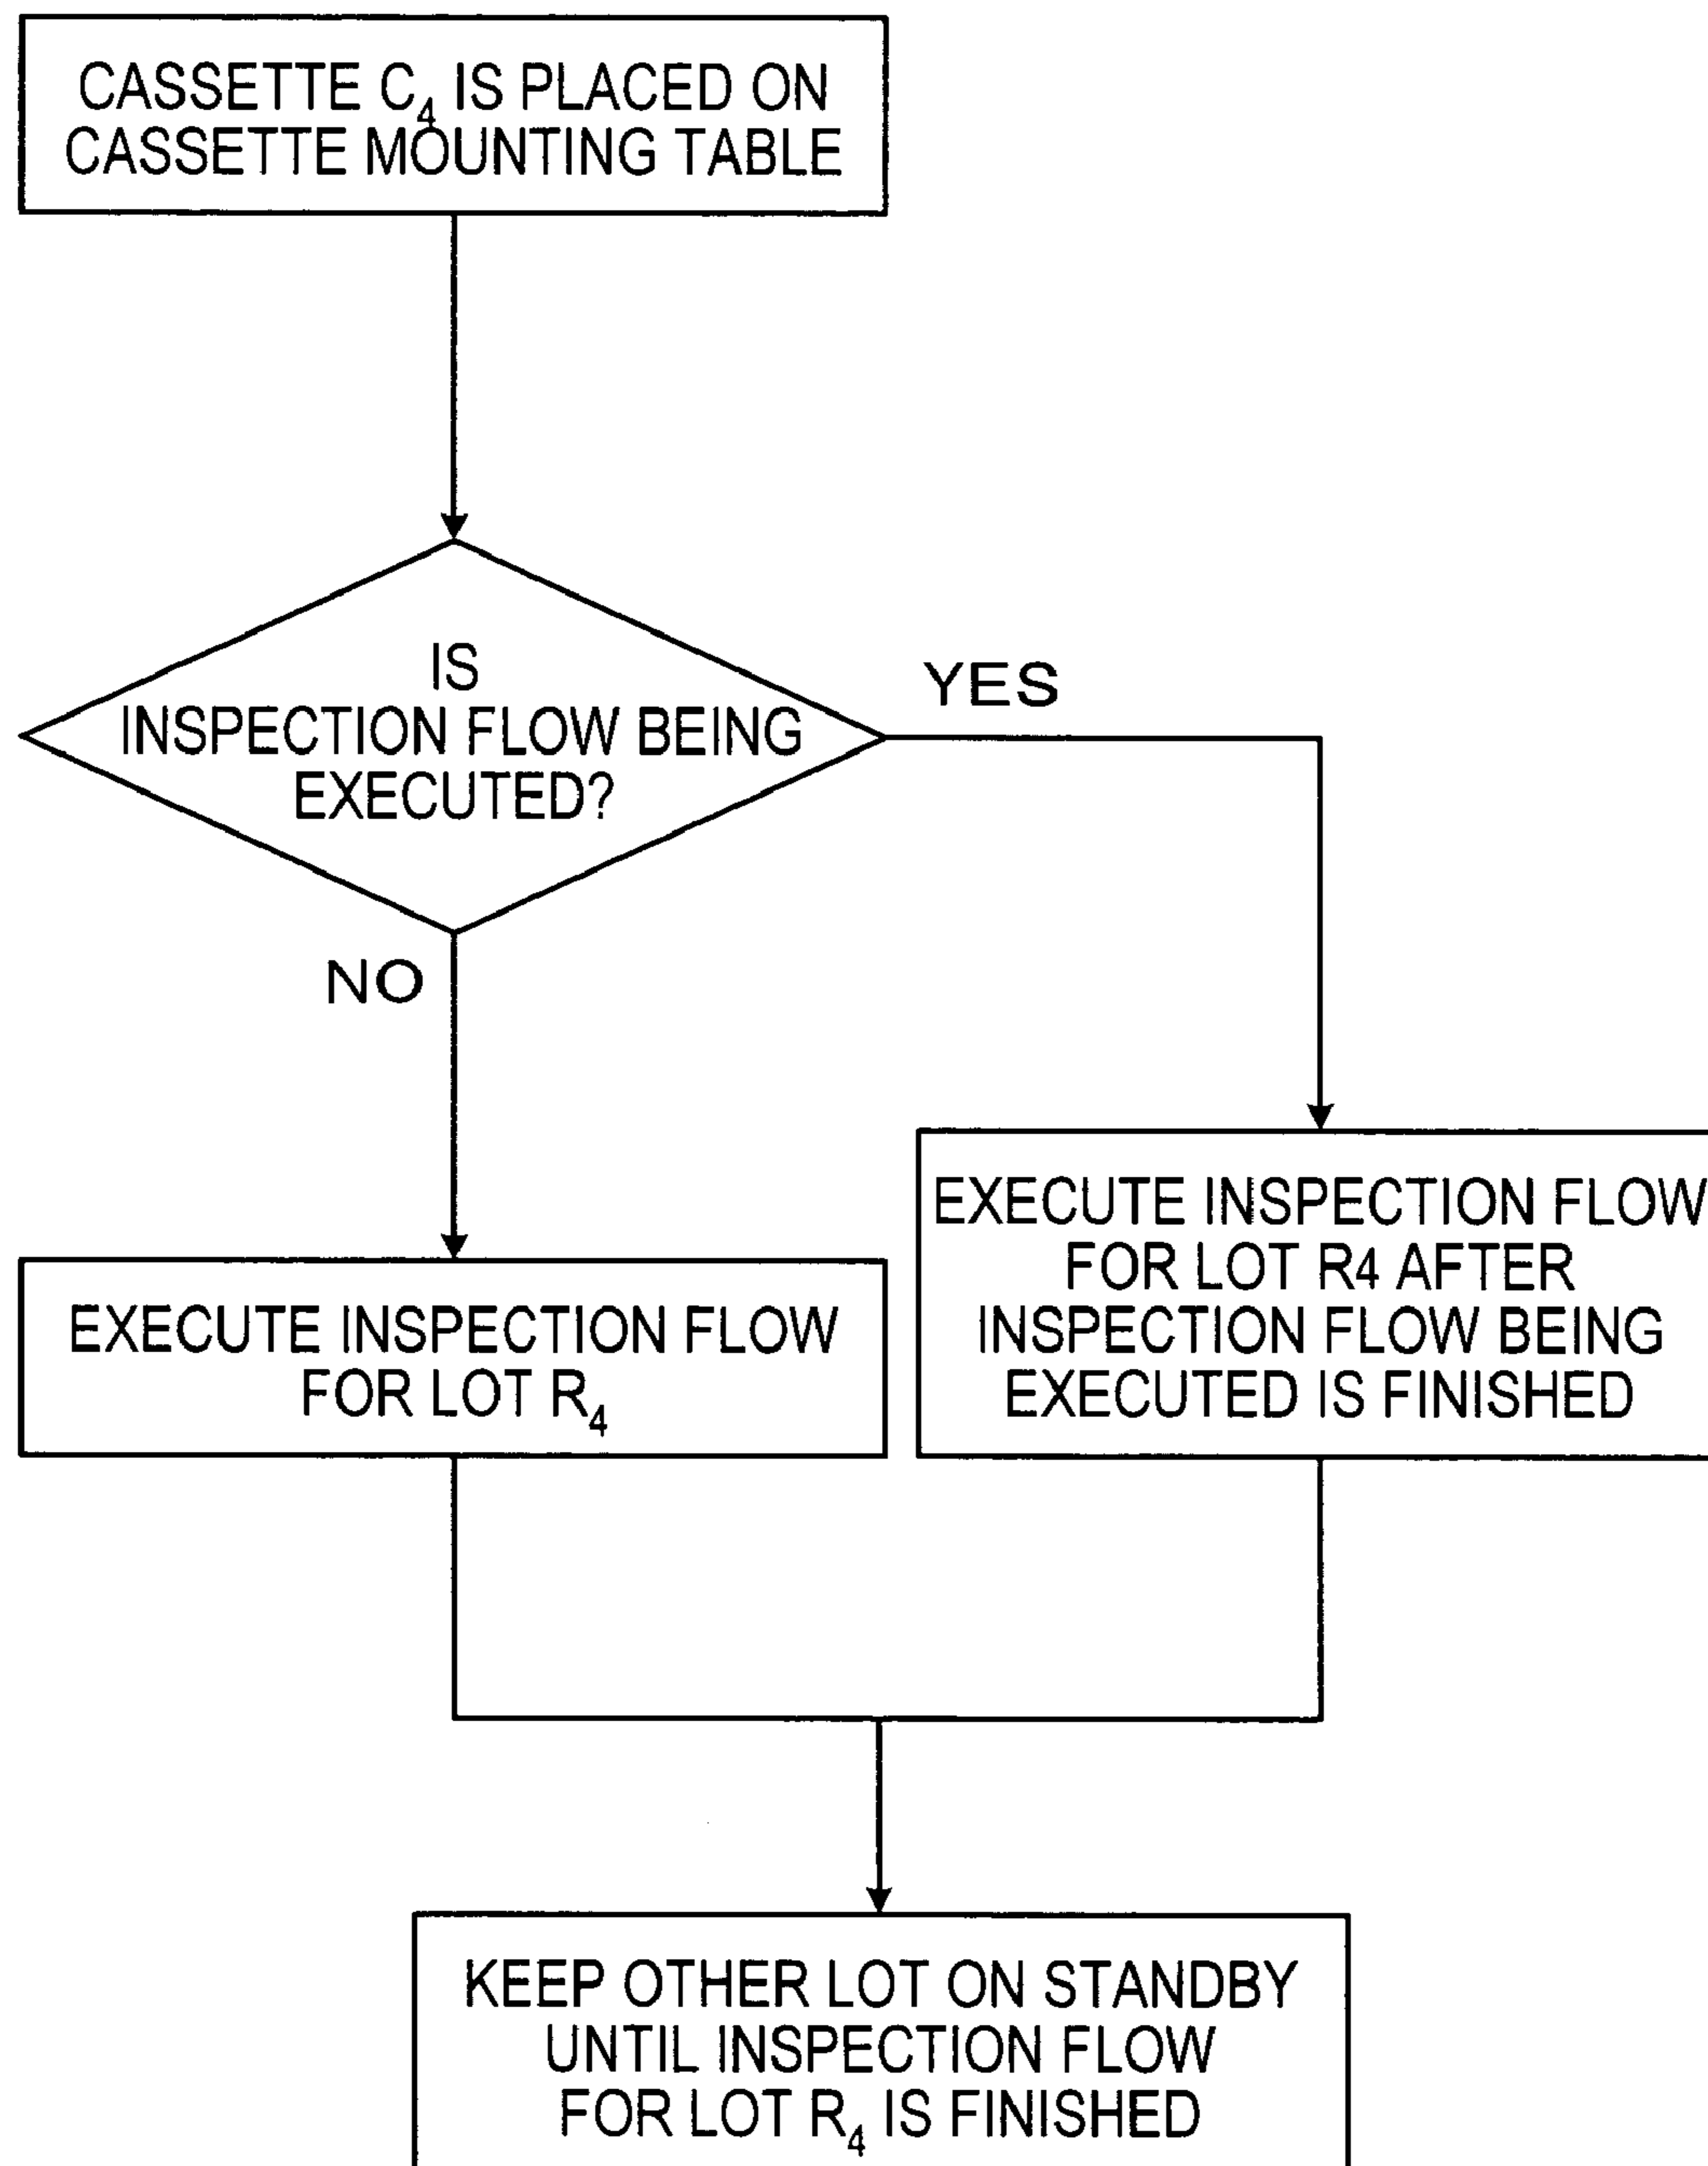 CASSETTE C₄ IS PLACED ON
CASSETTE MOUNTING TABLE
IS
INSPECTION FLOW BEING
EXECUTED?
YES
NO
EXECUTE INSPECTION FLOW
FOR LOT R₄
EXECUTE INSPECTION FLOW
FOR LOT R4 AFTER
INSPECTION FLOW BEING
EXECUTED IS FINISHED
KEEP OTHER LOT ON STANDBY
UNTIL INSPECTION FLOW
FOR LOT R₄ IS FINISHED